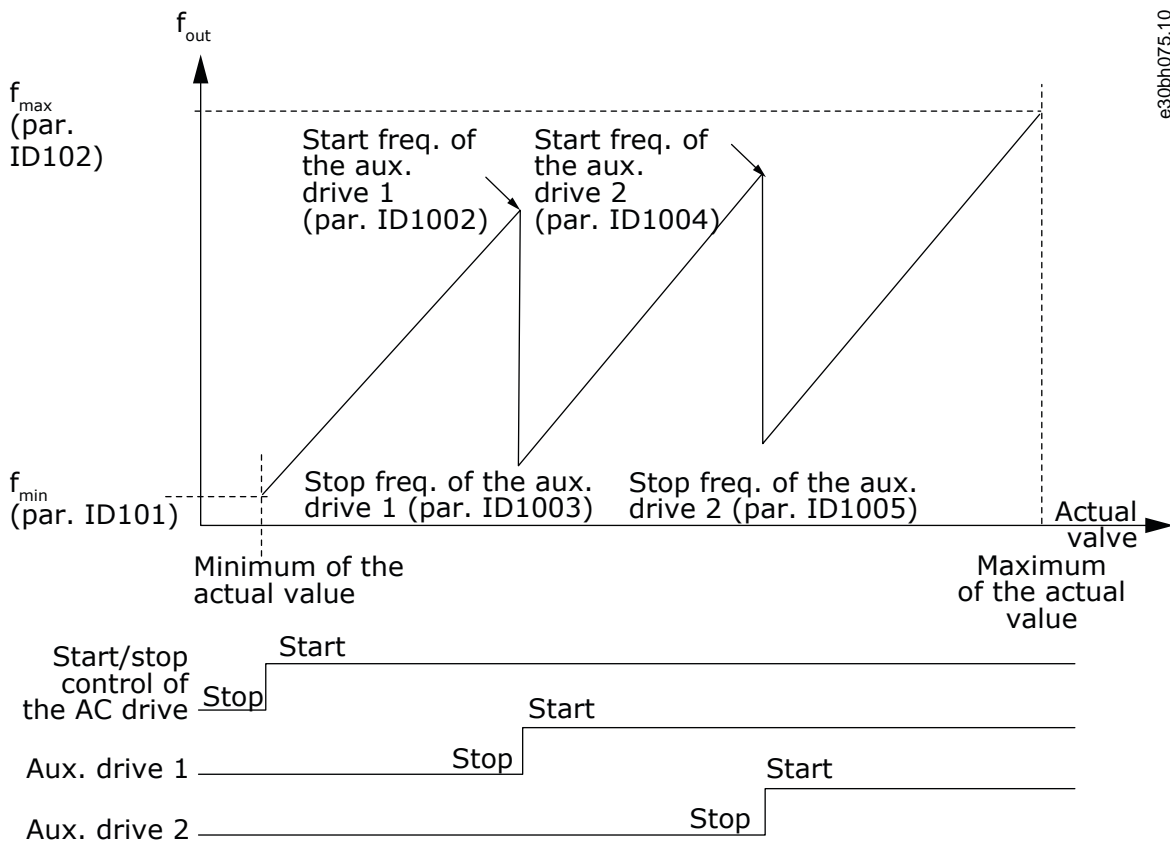 f_out
e30bh075.10
f_max
(par.
ID102)
Start freq. of
the aux.
drive 1
(par. ID1002)
Start freq. of
the aux.
drive 2
(par. ID1004)
f_min
(par. ID101)
Stop freq. of the aux.
drive 1 (par. ID1003)
Stop freq. of the aux.
drive 2 (par. ID1005)
Actual
valve
Minimum of the
actual value
Maximum
of the actual
value
Start/stop
control of
the AC drive
Stop
Start
Aux. drive 1
Stop
Start
Aux. drive 2
Stop
Start